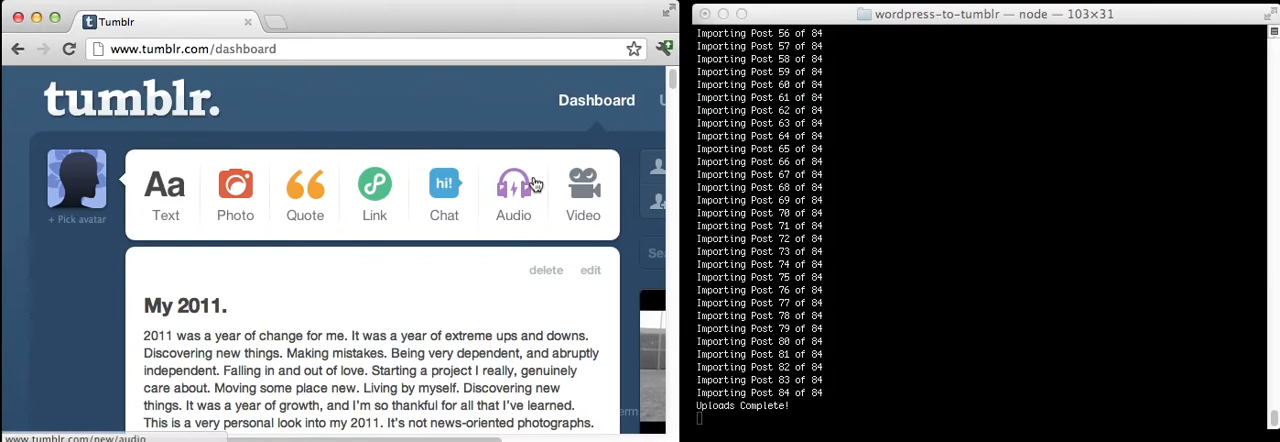 Tumblr
www.tumblr.com/dashboard
tumblr.
Dashboard
+ Pick avatar
Aa
hi!
Text
Photo
Quote
Link
Chat
Audio
Video
delete
edit
My 2011.
2011 was a year of change for me. It was a year of extreme ups and downs.
Discovering new things. Making mistakes. Being very dependent, and abruptly
independent. Falling in and out of love. Starting a project I really, genuinely
care about. Moving some place new. Living by myself. Discovering new
things. It was a year of growth, and I'm so thankful for all that I've learned.
This is a very personal look into my 2011. It's not news-oriented photographs.
www.tumblr.com/new/audio
wordpress-to-tumblr — node — 103×31
Importing Post 56 of 84
Importing Post 57 of 84
Importing Post 58 of 84
Importing Post 59 of 84
Importing Post 60 of 84
Importing Post 61 of 84
Importing Post 62 of 84
Importing Post 63 of 84
Importing Post 64 of 84
Importing Post 65 of 84
Importing Post 66 of 84
Importing Post 67 of 84
Importing Post 68 of 84
Importing Post 69 of 84
Importing Post 70 of 84
Importing Post 71 of 84
Importing Post 72 of 84
Importing Post 73 of 84
Importing Post 74 of 84
Importing Post 75 of 84
Importing Post 76 of 84
Importing Post 77 of 84
Importing Post 78 of 84
Importing Post 79 of 84
Importing Post 80 of 84
Importing Post 81 of 84
Importing Post 82 of 84
Importing Post 83 of 84
Importing Post 84 of 84
Uploads Complete!